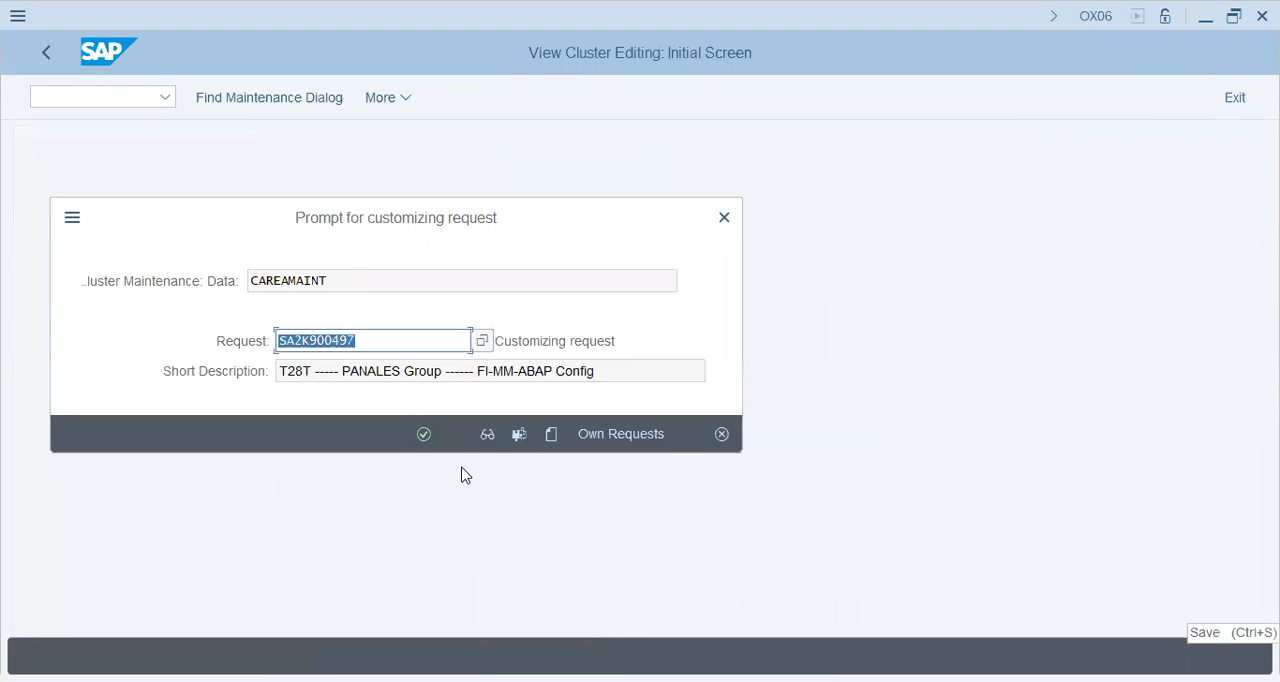 OX06
SAP
View Cluster Editing: Initial Screen
Find Maintenance Dialog
More
Exit
Prompt for customizing request
...luster Maintenance: Data:
CAREAMAINT
Request:
SA2K900497
Customizing request
Short Description:
T28T ----- PANALES Group ------ FI-MM-ABAP Config
Own Requests
Save (Ctrl+S)